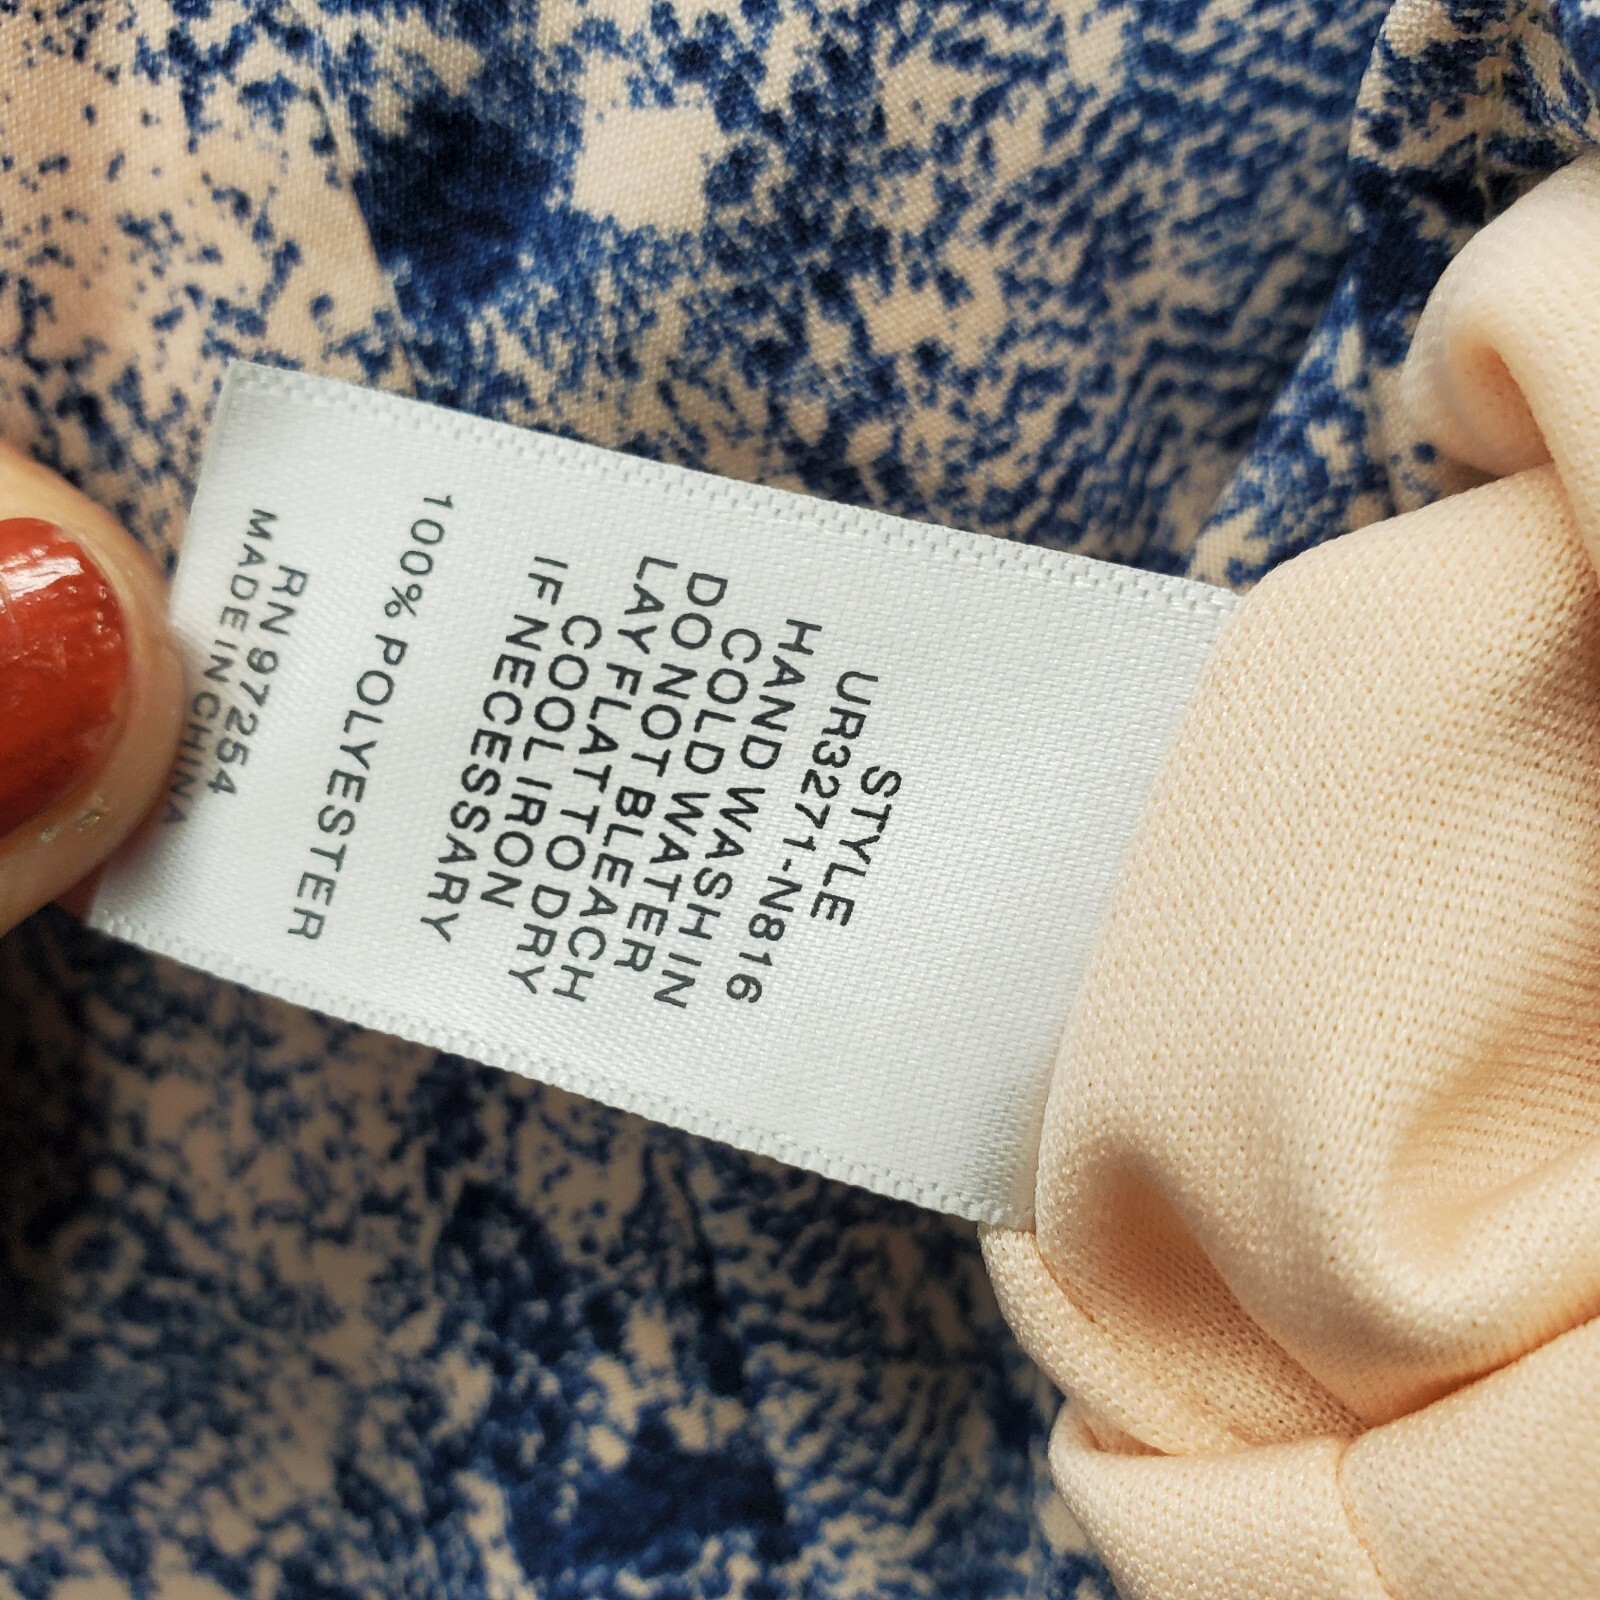 STYLE
UR3271-N816
HAND WASH IN
COLD WATER
DO NOT BLEACH
LAY FLAT TO DRY
COOL IRON
IF NECESSARY
100% POLYESTER
RN 97254
MADE IN CHINA